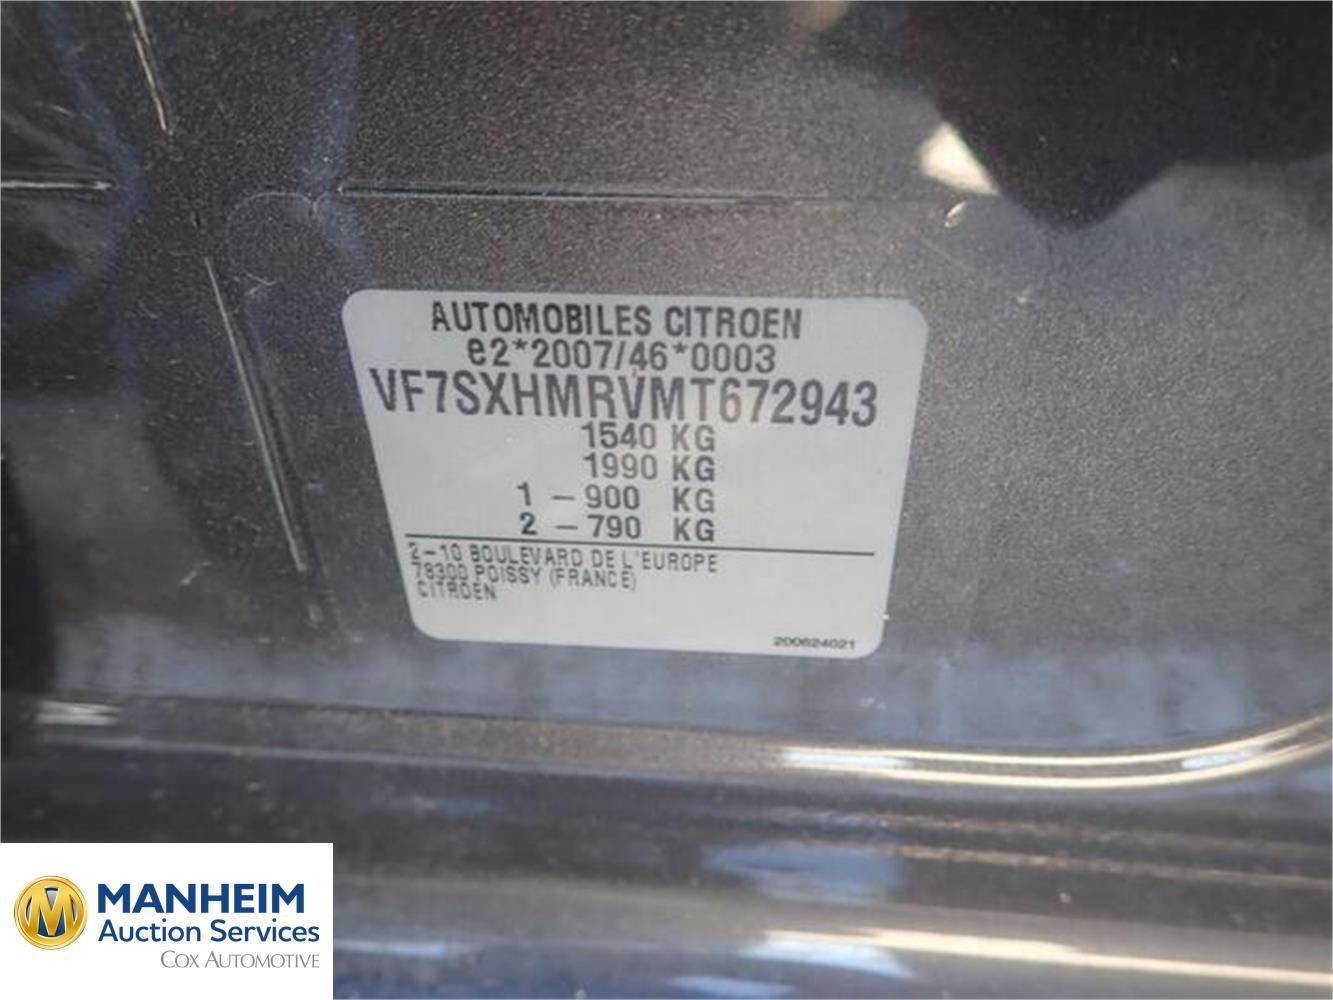 AUTOMOBILES CITROEN
e2*2007/46*0003
VF7SXHMRVMT672943
1540 KG
1990 KG
1 - 900 KG
2 - 790 KG
2-10 BOULEVARD DE L'EUROPE
78300 POISSY (FRANCE)
CITROEN
200624021
MANHEIM
Auction Services
COX AUTOMOTIVE